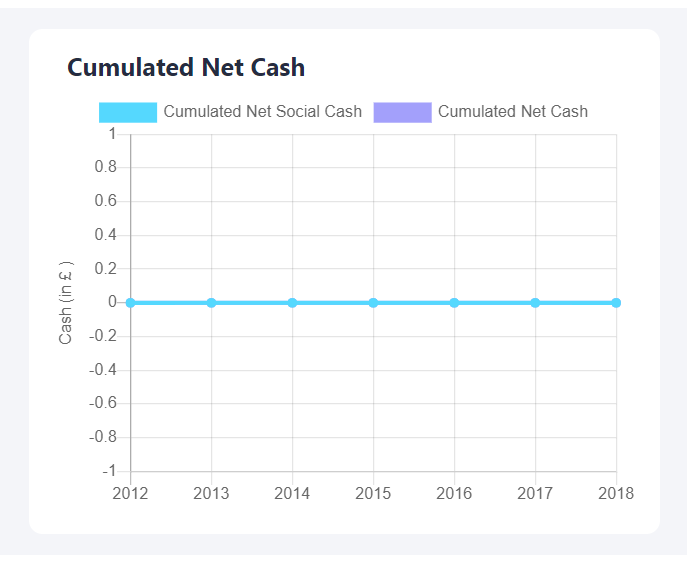 Cumulated Net Cash
Cumulated Net Social Cash Cumulated Net Cash
Cash (in £ )
1
0.8
0.6
0.4
0.2
0
-0.2
-0.4
-0.6
-0.8
-1
2012 2013 2014 2015 2016 2017 2018